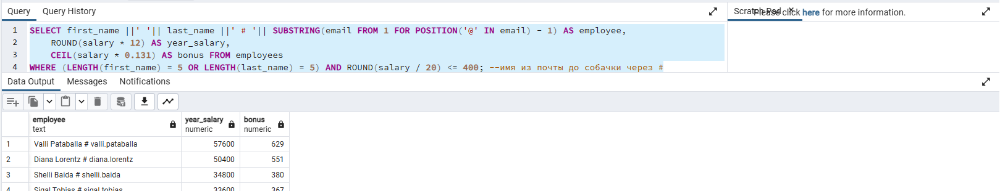 Query Query History
Scratch Pad × Please click here for more information.
1 SELECT first_name ||' '|| last_name ||' # '|| SUBSTRING(email FROM 1 FOR POSITION('@' IN email) - 1) AS employee,
2 ROUND(salary * 12) AS year_salary,
3 CEIL(salary * 0.131) AS bonus FROM employees
4 WHERE (LENGTH(first_name) = 5 OR LENGTH(last_name) = 5) AND ROUND(salary / 20) <= 400; --имя из почты до собачки через #
Data Output Messages Notifications
employee year_salary bonus
text numeric numeric
1 Valli Pataballa # valli.pataballa 57600 629
2 Diana Lorentz # diana.lorentz 50400 551
3 Shelli Baida # shelli.baida 34800 380
4 Sigal Tobias # sigal.tobias 33600 367